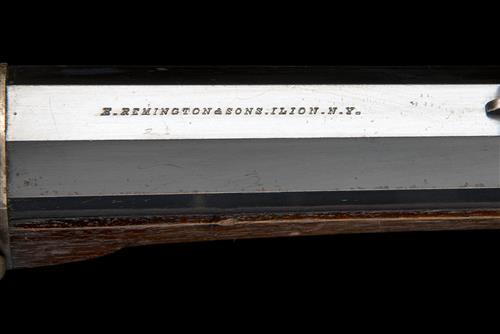 E. REMINGTON & SONS. ILION. N. Y.